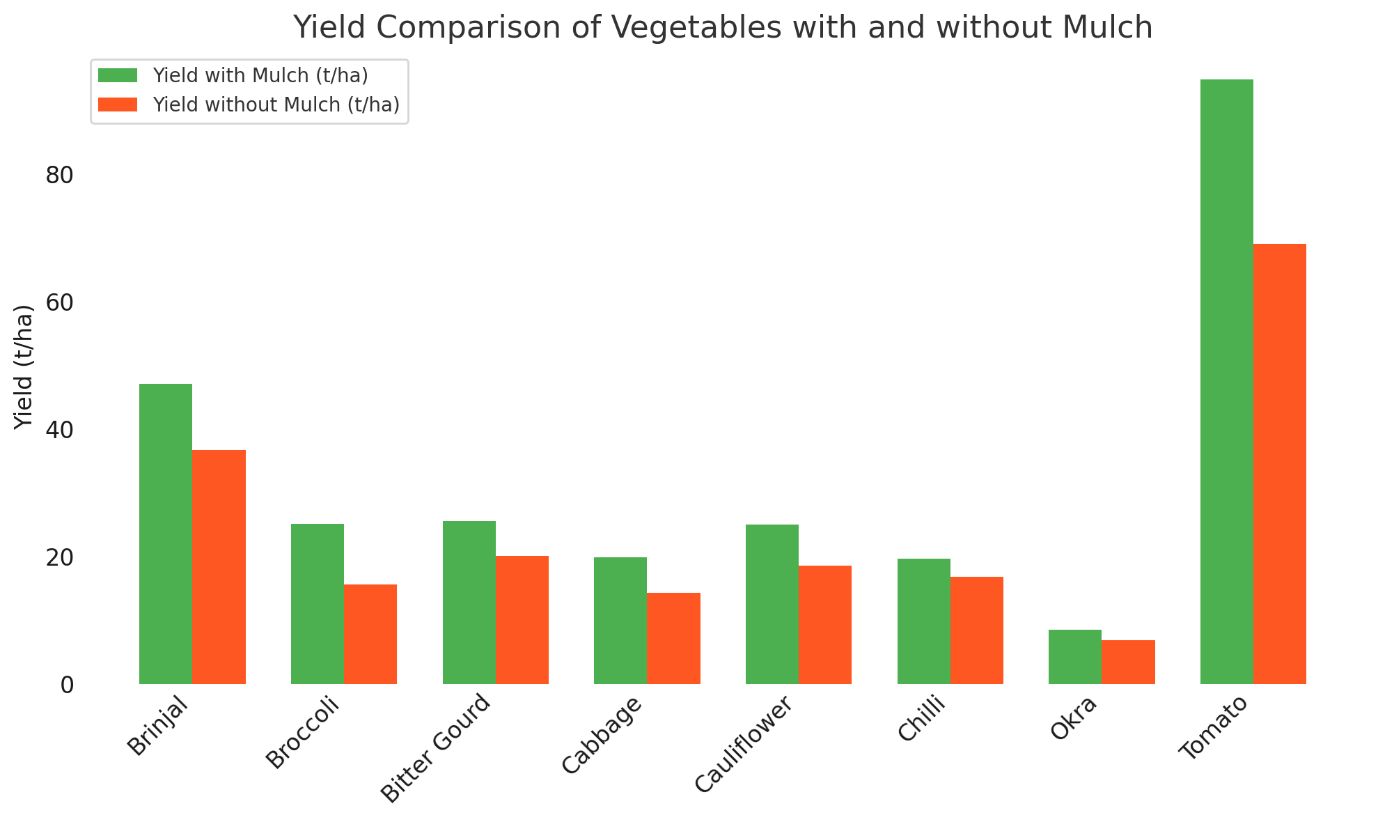 Yield Comparison of Vegetables with and without Mulch
Yield with Mulch (t/ha)
Yield without Mulch (t/ha)
Yield (t/ha)
80
60
40
20
0
Brinjal
Broccoli
Bitter Gourd
Cabbage
Cauliflower
Chilli
Okra
Tomato